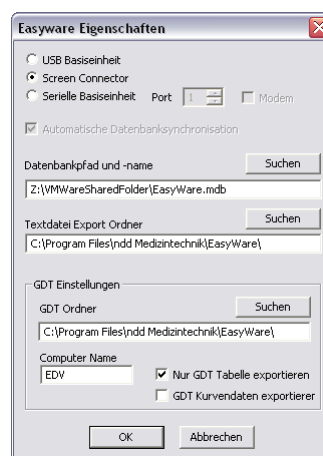 Easyware Eigenschaften
USB Basiseinheit
Screen Connector
Serielle Basiseinheit Port 1 Modem
Automatische Datenbanksynchronisation
Datenbankpfad und -name Suchen
Z:\VMWareSharedFolder\EasyWare.mdb
Textdatei Export Ordner Suchen
C:\Program Files\ndd Medizintechnik\EasyWare\
GDT Einstellungen
GDT Ordner Suchen
C:\Program Files\ndd Medizintechnik\EasyWare\
Computer Name
EDV Nur GDT Tabelle exportieren
GDT Kurvendaten exportierer
OK Abbrechen